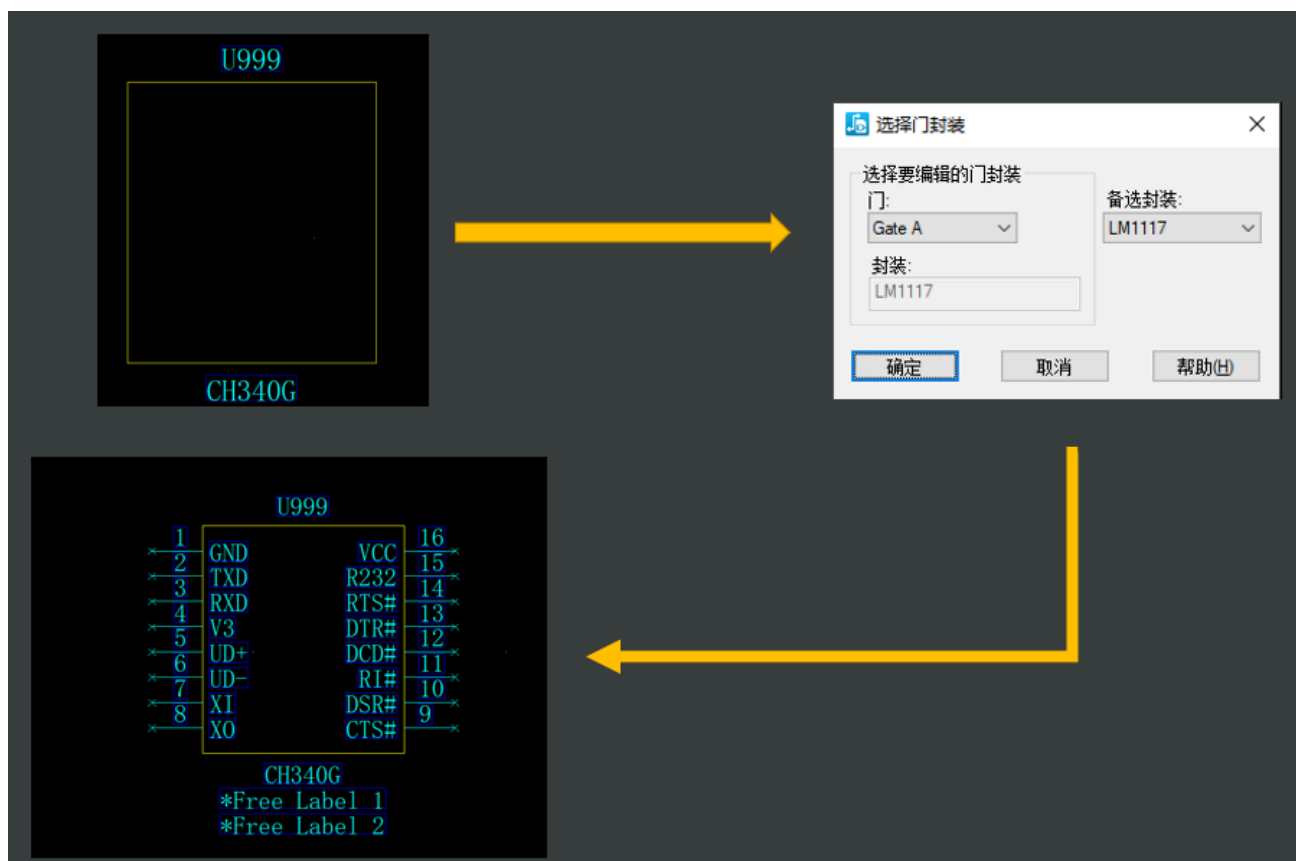 U999
CH340G
选择门封装
选择要编辑的门封装
门:
Gate A
封装:
LM1117
备选封装:
LM1117
确定
取消
帮助(H)
U999
1 GND VCC 16
2 TXD R232 15
3 RXD RTS# 14
4 V3 DTR# 13
5 UD+ DCD# 12
6 UD- RI# 11
7 XI DSR# 10
8 XO CTS# 9
CH340G
*Free Label 1
*Free Label 2